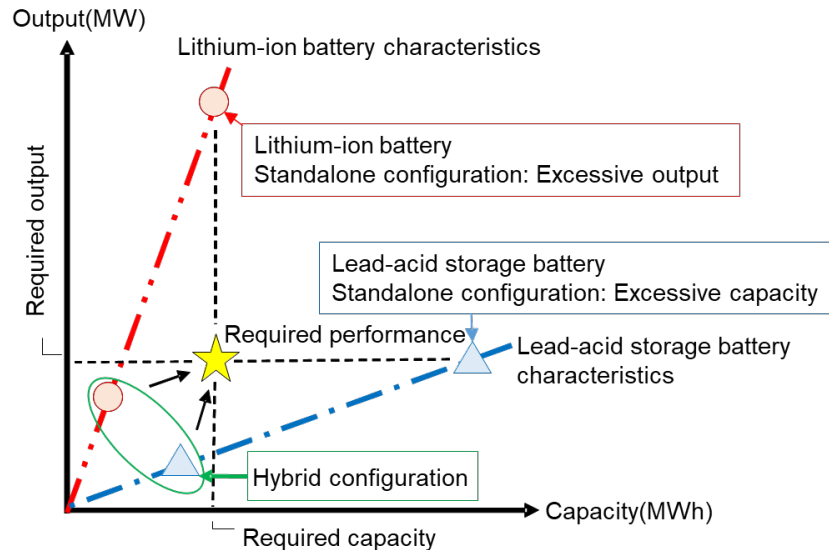 Output(MW)
Lithium-ion battery characteristics
Lithium-ion battery
Standalone configuration: Excessive output
Required output
Lead-acid storage battery
Standalone configuration: Excessive capacity
Required performance
Lead-acid storage battery
characteristics
Hybrid configuration
Capacity(MWh)
Required capacity